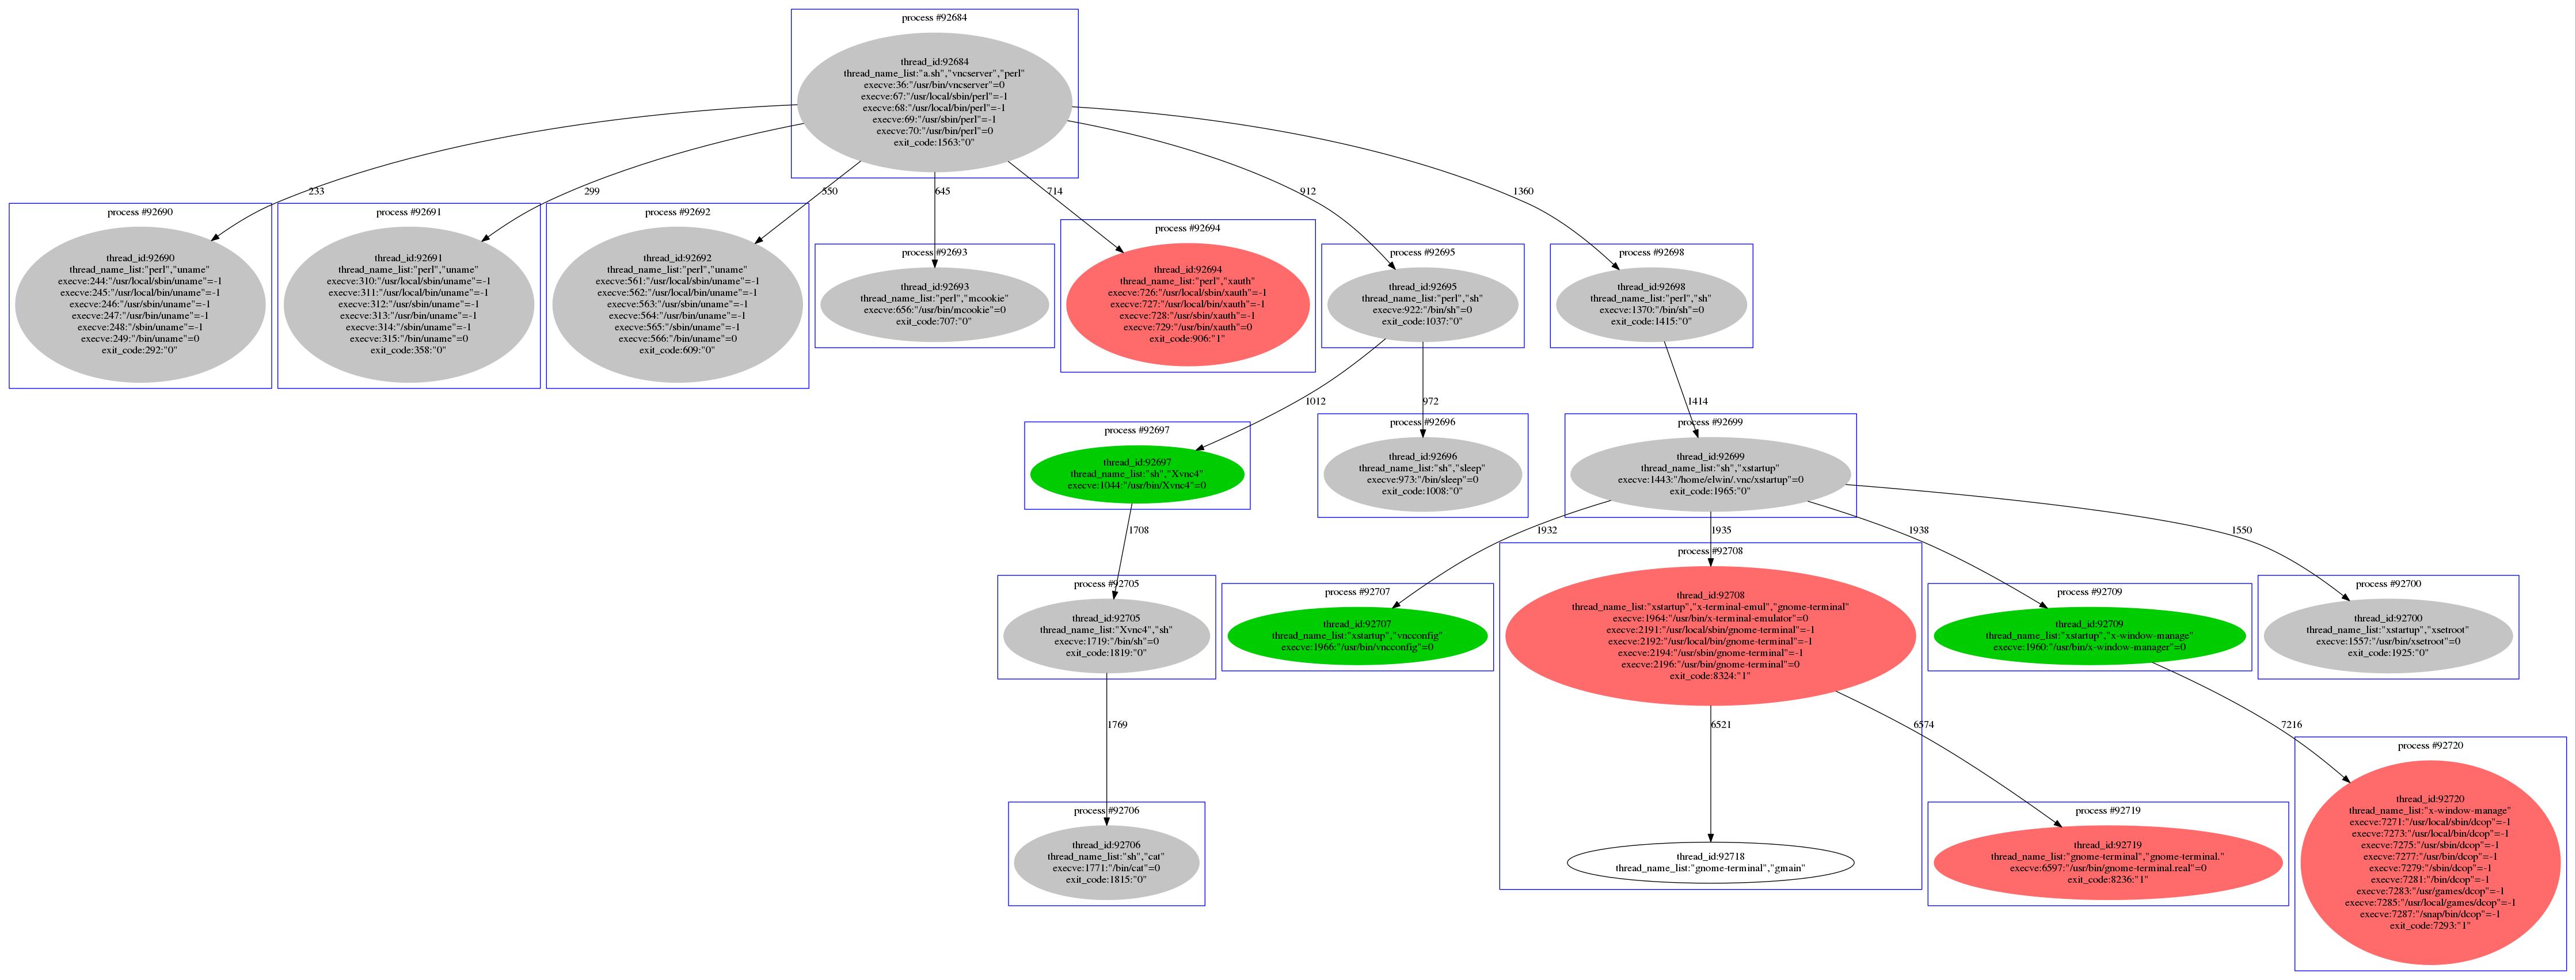 process #92684
thread_id:92684
thread_name_list:"a.sh","vncserver","perl"
execve:36:"/usr/bin/vncserver"=0
execve:67:"/usr/local/sbin/perl"=-1
execve:68:"/usr/local/bin/perl"=-1
execve:69:"/usr/sbin/perl"=-1
execve:70:"/usr/bin/perl"=0
exit_code:1563:"0"
233
299
550
645
714
912
1360
process #92690
thread_id:92690
thread_name_list:"perl","uname"
execve:244:"/usr/local/sbin/uname"=-1
execve:245:"/usr/local/bin/uname"=-1
execve:246:"/usr/sbin/uname"=-1
execve:247:"/usr/bin/uname"=-1
execve:248:"/sbin/uname"=-1
execve:249:"/bin/uname"=0
exit_code:292:"0"
process #92691
thread_id:92691
thread_name_list:"perl","uname"
execve:310:"/usr/local/sbin/uname"=-1
execve:311:"/usr/local/bin/uname"=-1
execve:312:"/usr/sbin/uname"=-1
execve:313:"/usr/bin/uname"=-1
execve:314:"/sbin/uname"=-1
execve:315:"/bin/uname"=0
exit_code:358:"0"
process #92692
thread_id:92692
thread_name_list:"perl","uname"
execve:561:"/usr/local/sbin/uname"=-1
execve:562:"/usr/local/bin/uname"=-1
execve:563:"/usr/sbin/uname"=-1
execve:564:"/usr/bin/uname"=-1
execve:565:"/sbin/uname"=-1
execve:566:"/bin/uname"=0
exit_code:609:"0"
process #92693
thread_id:92693
thread_name_list:"perl","mcookie"
execve:656:"/usr/bin/mcookie"=0
exit_code:707:"0"
process #92694
thread_id:92694
thread_name_list:"perl","xauth"
execve:726:"/usr/local/sbin/xauth"=-1
execve:727:"/usr/local/bin/xauth"=-1
execve:728:"/usr/sbin/xauth"=-1
execve:729:"/usr/bin/xauth"=0
exit_code:906:"1"
process #92695
thread_id:92695
thread_name_list:"perl","sh"
execve:922:"/bin/sh"=0
exit_code:1037:"0"
process #92698
thread_id:92698
thread_name_list:"perl","sh"
execve:1370:"/bin/sh"=0
exit_code:1415:"0"
1012
972
1414
process #92697
thread_id:92697
thread_name_list:"sh","Xvnc4"
execve:1044:"/usr/bin/Xvnc4"=0
process #92696
thread_id:92696
thread_name_list:"sh","sleep"
execve:973:"/bin/sleep"=0
exit_code:1008:"0"
process #92699
thread_id:92699
thread_name_list:"sh","xstartup"
execve:1443:"/home/elwin/.vnc/xstartup"=0
exit_code:1965:"0"
1708
1932
1935
1938
1550
process #92705
thread_id:92705
thread_name_list:"Xvnc4","sh"
execve:1719:"/bin/sh"=0
exit_code:1819:"0"
process #92707
thread_id:92707
thread_name_list:"xstartup","vncconfig"
execve:1966:"/usr/bin/vncconfig"=0
process #92708
thread_id:92708
thread_name_list:"xstartup","x-terminal-emul","gnome-terminal"
execve:1964:"/usr/bin/x-terminal-emulator"=0
execve:2191:"/usr/local/sbin/gnome-terminal"=-1
execve:2192:"/usr/local/bin/gnome-terminal"=-1
execve:2194:"/usr/sbin/gnome-terminal"=-1
execve:2196:"/usr/bin/gnome-terminal"=0
exit_code:8324:"1"
process #92709
thread_id:92709
thread_name_list:"xstartup","x-window-manage"
execve:1960:"/usr/bin/x-window-manager"=0
process #92700
thread_id:92700
thread_name_list:"xstartup","xsetroot"
execve:1557:"/usr/bin/xsetroot"=0
exit_code:1925:"0"
1769
6521
6574
7216
process #92706
thread_id:92706
thread_name_list:"sh","cat"
execve:1771:"/bin/cat"=0
exit_code:1815:"0"
thread_id:92718
thread_name_list:"gnome-terminal","gmain"
process #92719
thread_id:92719
thread_name_list:"gnome-terminal","gnome-terminal."
execve:6597:"/usr/bin/gnome-terminal.real"=0
exit_code:8236:"1"
process #92720
thread_id:92720
thread_name_list:"x-window-manage"
execve:7271:"/usr/local/sbin/dcop"=-1
execve:7273:"/usr/local/bin/dcop"=-1
execve:7275:"/usr/sbin/dcop"=-1
execve:7277:"/usr/bin/dcop"=-1
execve:7279:"/sbin/dcop"=-1
execve:7281:"/bin/dcop"=-1
execve:7283:"/usr/games/dcop"=-1
execve:7285:"/usr/local/games/dcop"=-1
execve:7287:"/snap/bin/dcop"=-1
exit_code:7293:"1"